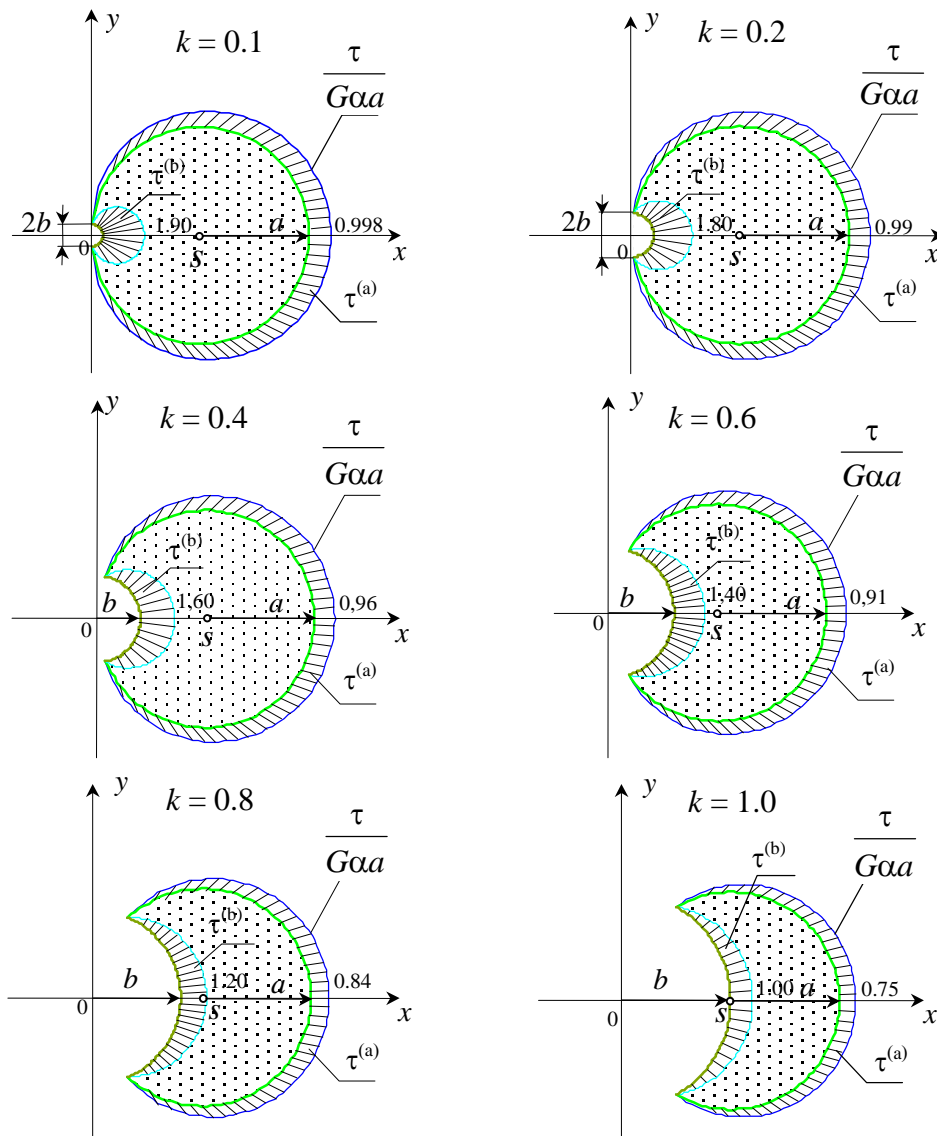 y
k = 0.1
τ
Gαa
τ(b)
2b
1.90
a
0.998
0
s
x
τ(a)
y
k = 0.2
τ
Gαa
τ(b)
2b
1.80
a
0.99
0
s
x
τ(a)
y
k = 0.4
τ
Gαa
τ(b)
b
1,60
a
0,96
0
s
x
τ(a)
y
k = 0.6
τ
Gαa
τ(b)
b
1,40
a
0,91
0
s
x
τ(a)
y
k = 0.8
τ
Gαa
τ(b)
b
1.20
a
0.84
0
s
x
τ(a)
y
k = 1.0
τ
Gαa
τ(b)
b
1.00
a
0.75
0
s
x
τ(a)